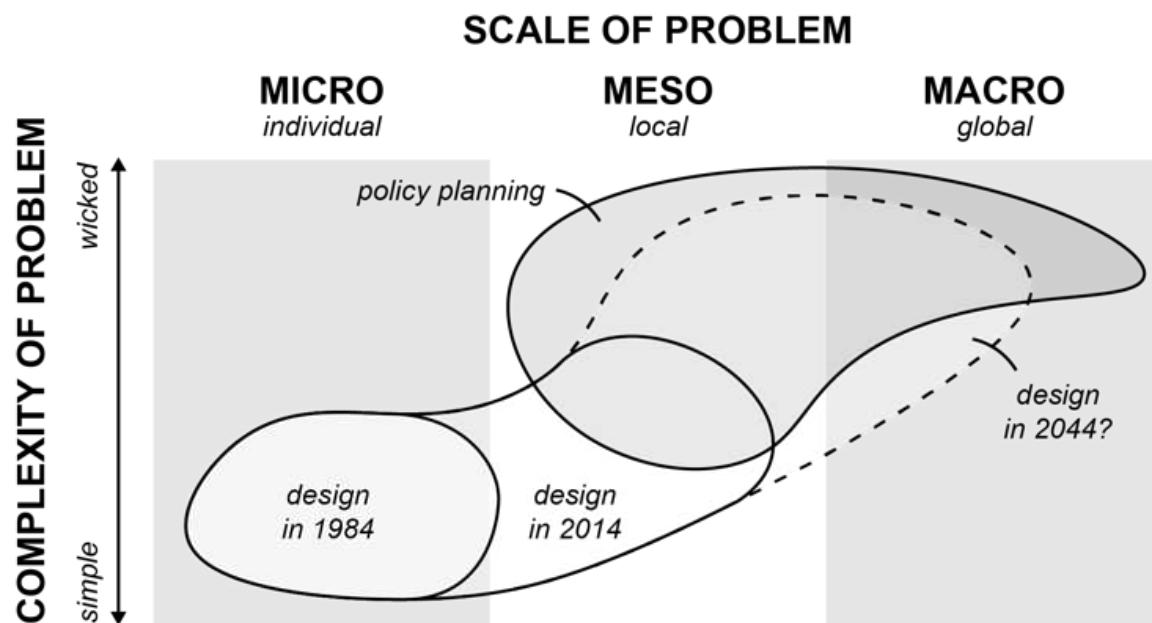 SCALE OF PROBLEM
MICRO
individual
MESO
local
MACRO
global
COMPLEXITY OF PROBLEM
wicked
simple
policy planning
design
in 1984
design
in 2014
design
in 2044?